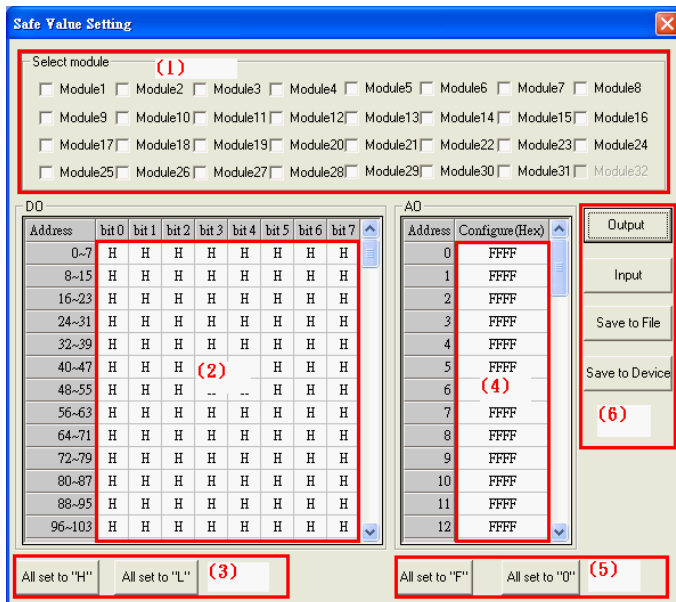 Safe Value Setting
Select module
(1)
Module1 Module2 Module3 Module4 Module5 Module6 Module7 Module8
Module9 Module10 Module11 Module12 Module13 Module14 Module15 Module16
Module17 Module18 Module19 Module20 Module21 Module22 Module23 Module24
Module25 Module26 Module27 Module28 Module29 Module30 Module31 Module32
DO
Address bit 0 bit 1 bit 2 bit 3 bit 4 bit 5 bit 6 bit 7
0~7 H H H H H H H H
8~15 H H H H H H H H
16~23 H H H H H H H H
24~31 H H H H H H H H
32~39 H H H H H H H H
40~47 H H H H H H
(2)
48~55 H H H H H H
56~63 H H H H H H H H
64~71 H H H H H H H H
72~79 H H H H H H H H
80~87 H H H H H H H H
88~95 H H H H H H H H
96~103 H H H H H H H H
All set to "H" All set to "L" (3)
AO
Address Configure(Hex)
0 FFFF
1 FFFF
2 FFFF
3 FFFF
4 FFFF
5 FFFF
6 (4)
7 FFFF
8 FFFF
9 FFFF
10 FFFF
11 FFFF
12 FFFF
All set to "F" All set to "0" (5)
Output
Input
Save to File
Save to Device
(6)